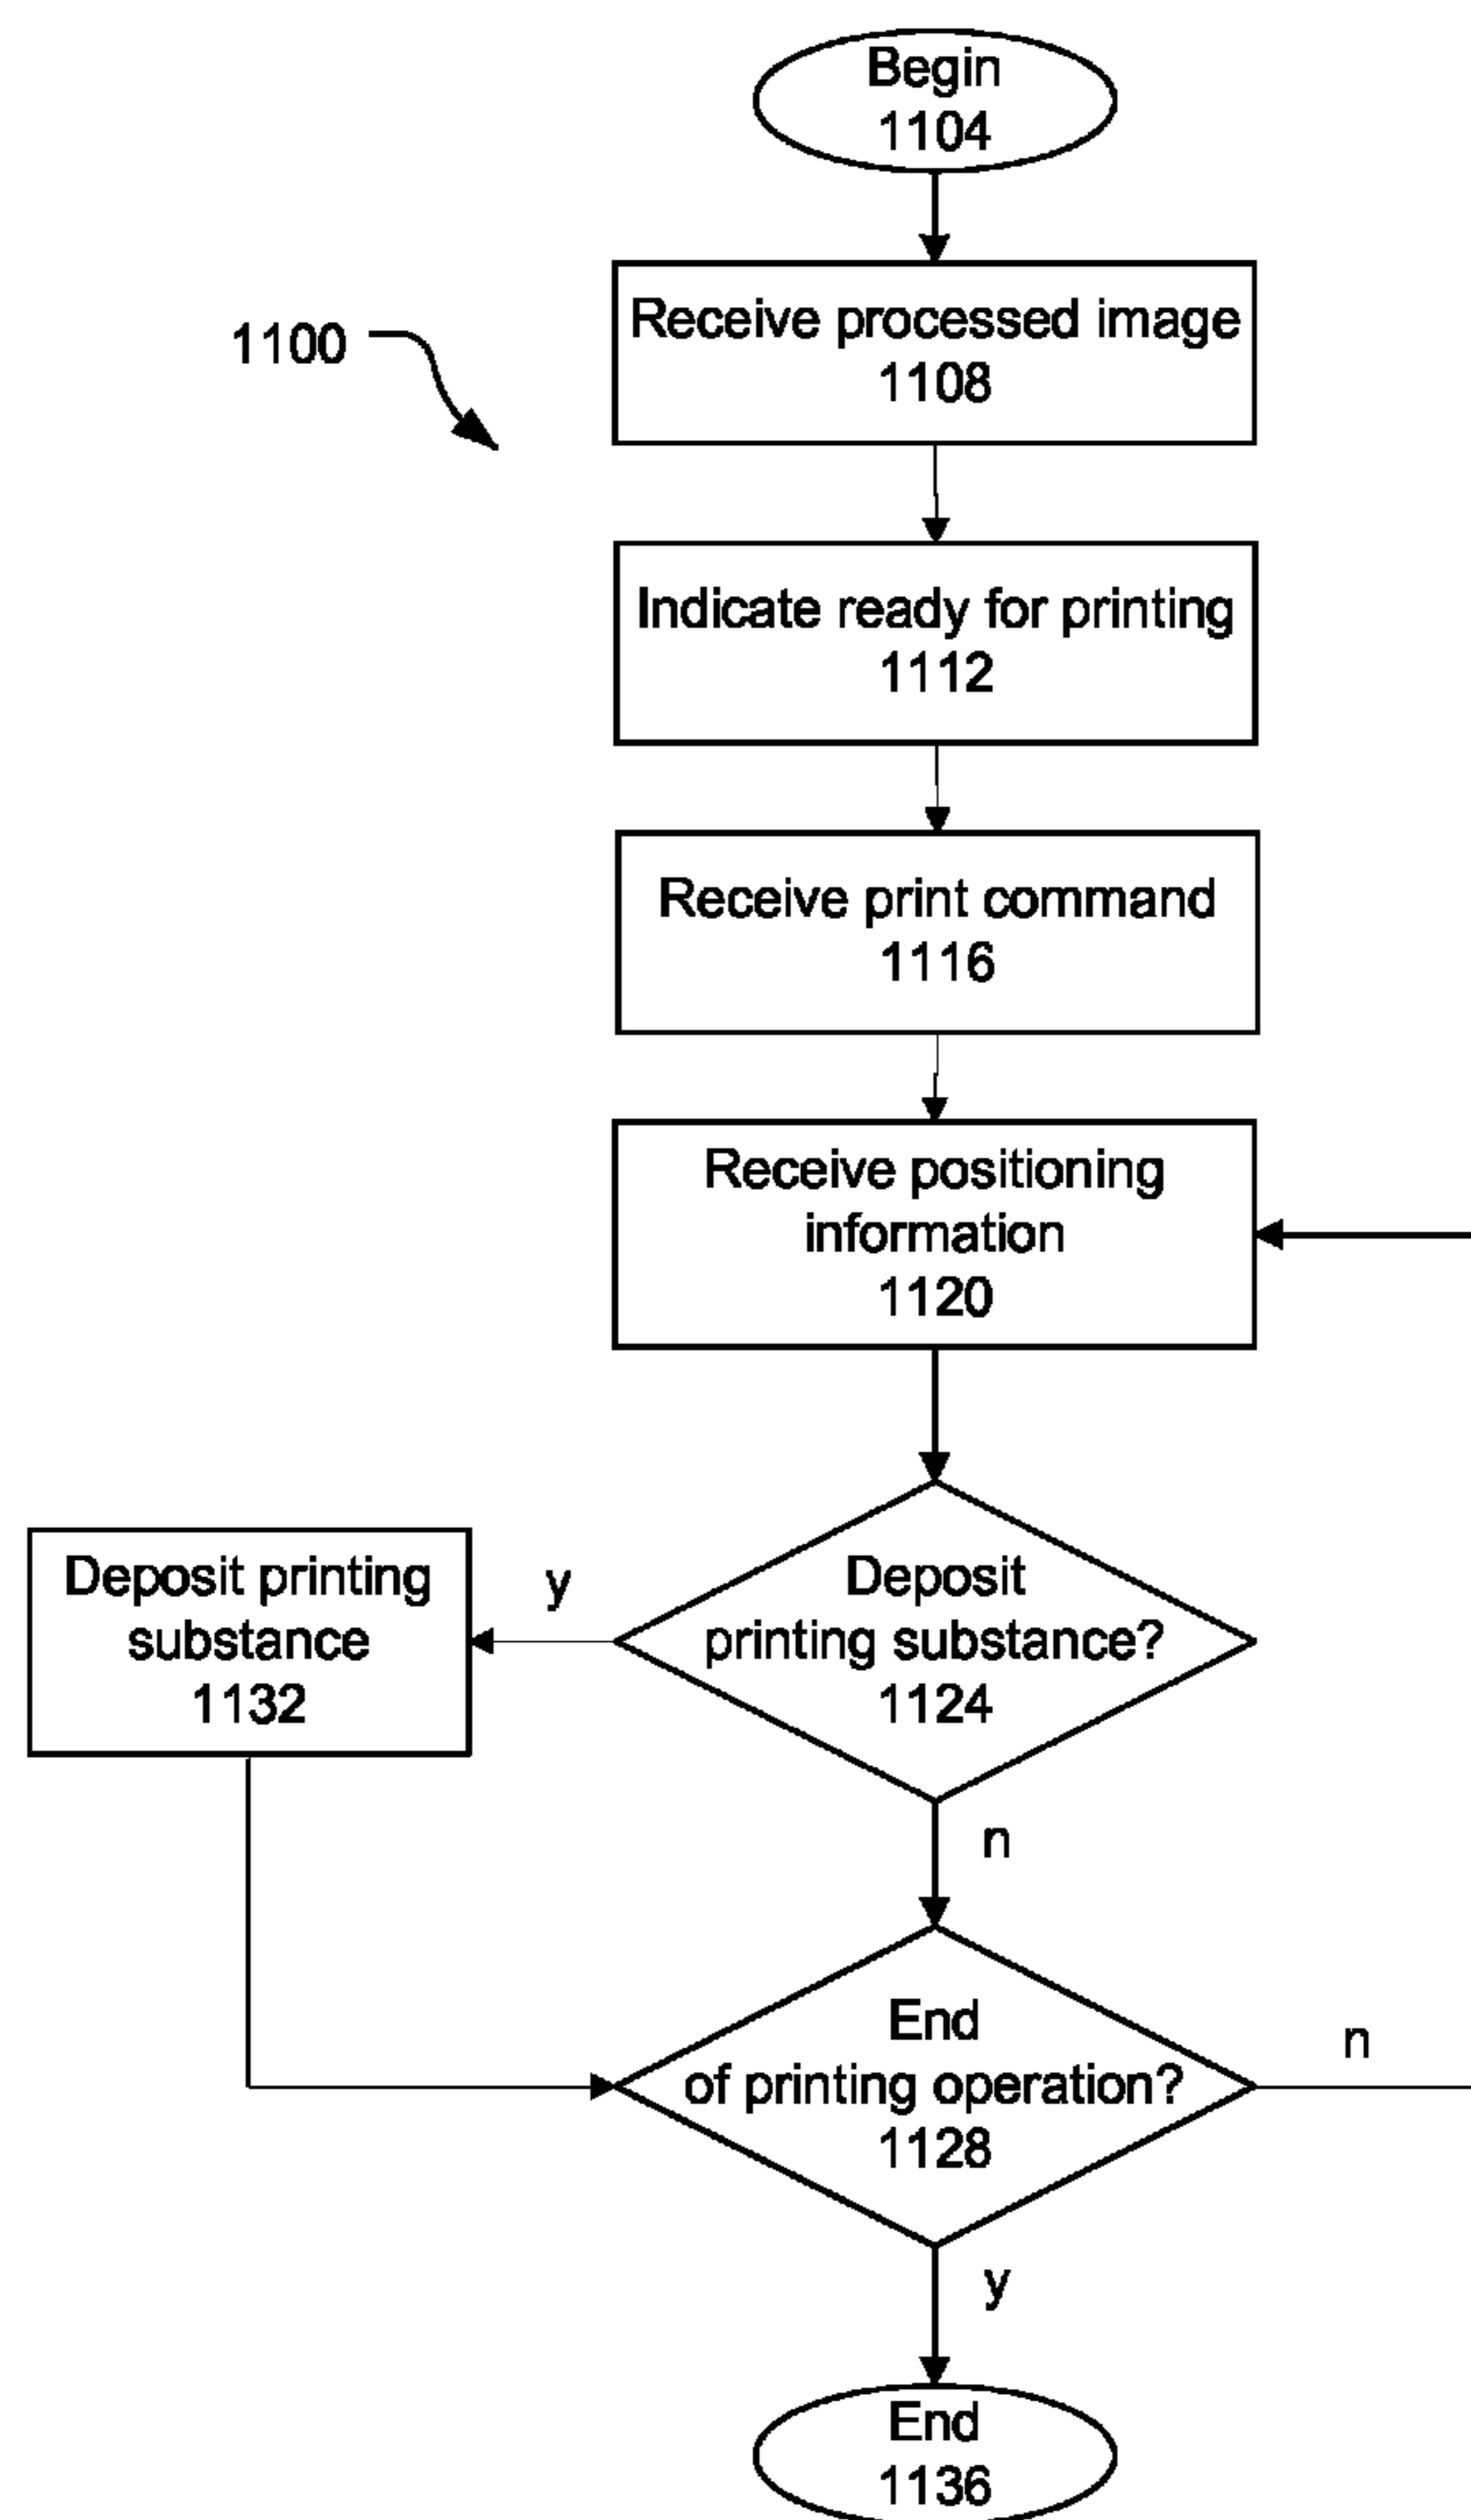 Begin
1104
1100
Receive processed image
1108
Indicate ready for printing
1112
Receive print command
1116
Receive positioning
information
1120
Deposit printing
substance
1132
y
Deposit
printing substance?
1124
n
End
of printing operation?
1128
n
y
End
1136